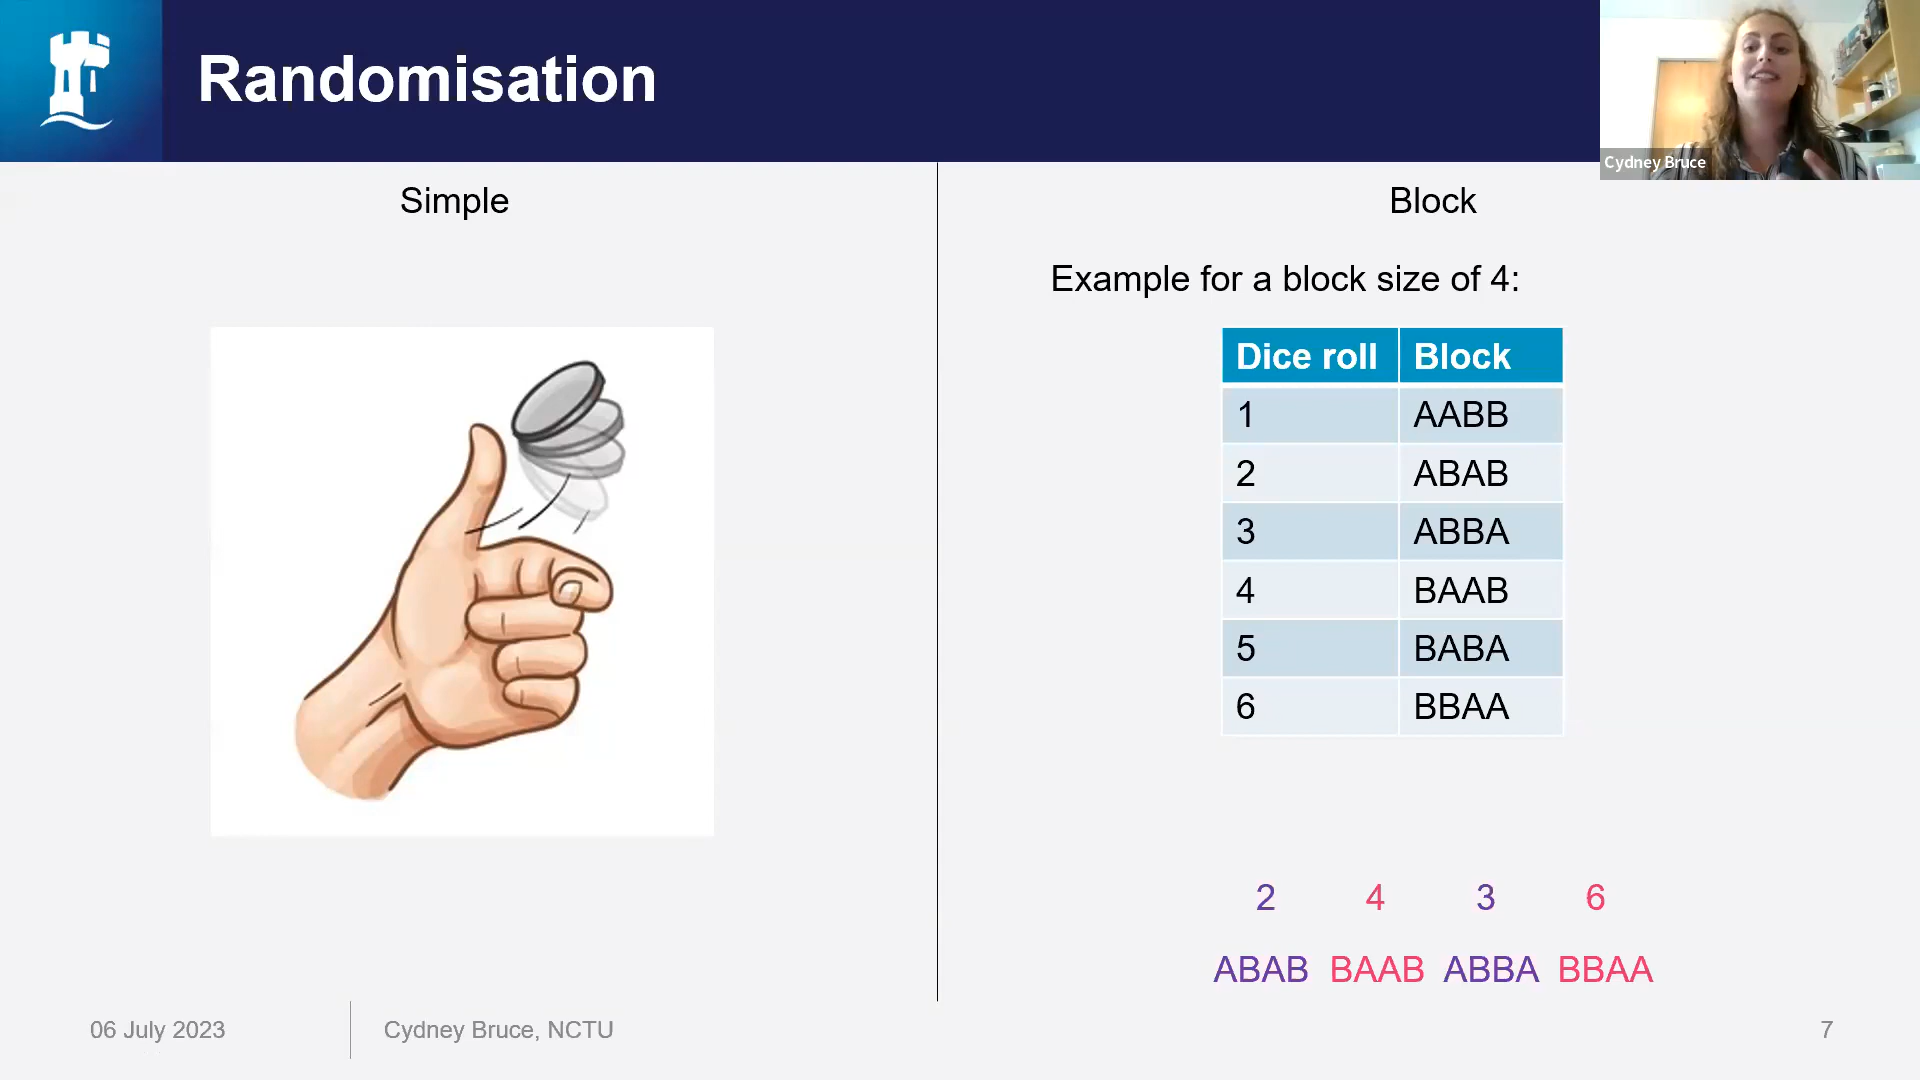 Randomisation
Cydney Bruce
Simple
Block
Example for a block size of 4:
Dice roll Block
1 AABB
2 ABAB
3 ABBA
4 BAAB
5 BABA
6 BBAA
2 4 3 6
ABAB BAAB ABBA BBAA
06 July 2023
Cydney Bruce, NCTU
7